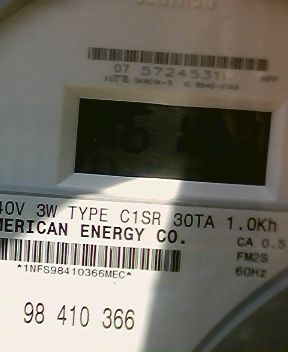 07 57245311
40V 3W TYPE C1SR 30TA 1.0Kh
MERICAN ENERGY CO.
CA 0.5
*1NFS98410366MEC*
FM2S
60Hz
98 410 366